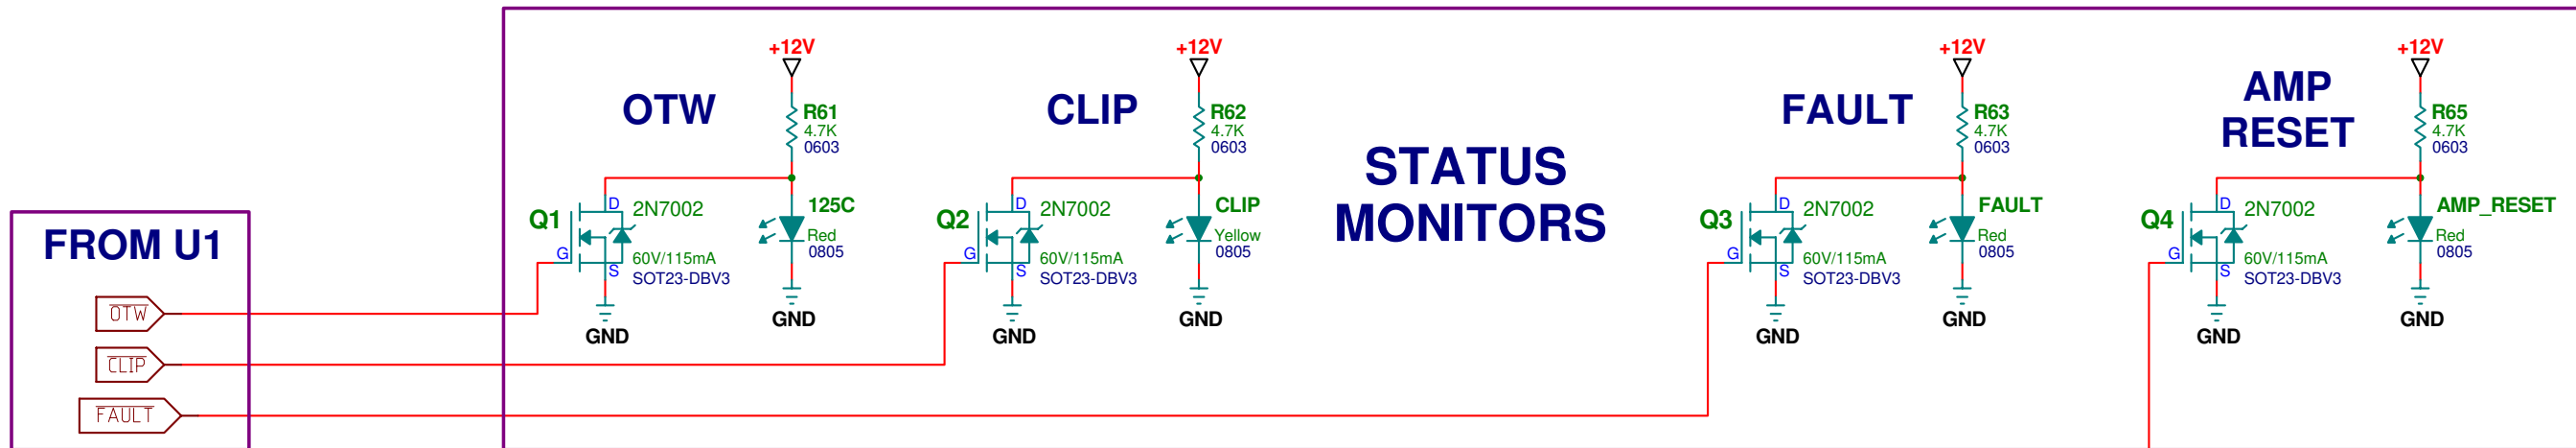 FROM U1
OTW
CLIP
FAULT
OTW
+12V
R61
4.7K
0603
Q1
D
G
S
2N7002
60V/115mA
SOT23-DBV3
GND
125C
Red
0805
GND
CLIP
+12V
R62
4.7K
0603
Q2
D
G
S
2N7002
60V/115mA
SOT23-DBV3
GND
CLIP
Yellow
0805
GND
STATUS
MONITORS
FAULT
+12V
R63
4.7K
0603
Q3
D
G
S
2N7002
60V/115mA
SOT23-DBV3
GND
FAULT
Red
0805
GND
AMP
RESET
+12V
R65
4.7K
0603
Q4
D
G
S
2N7002
60V/115mA
SOT23-DBV3
GND
AMP_RESET
Red
0805
GND